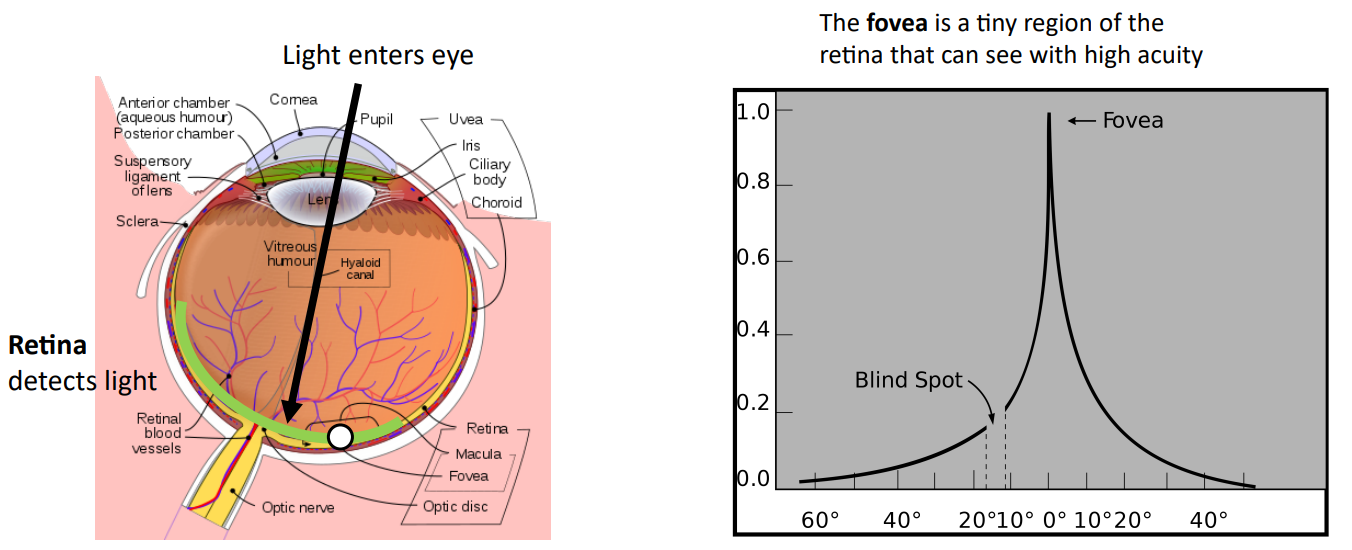 Light enters eye
Anterior chamber
(aqueous humour)
Posterior chamber
Cornea
Pupil
Uvea
Iris
Ciliary
body
Choroid
Suspensory
ligament
of lens
Lens
Sclera
Vitreous
humour
Hyaloid
canal
Retina
detects light
Retinal
blood
vessels
Retina
Macula
Fovea
Optic nerve
Optic disc
The fovea is a tiny region of the
retina that can see with high acuity
1.0
0.8
0.6
0.4
0.2
0.0
Fovea
Blind Spot
60° 40° 20° 10° 0° 10° 20° 40°